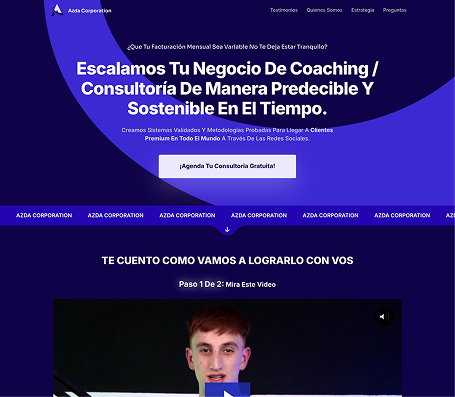 Azda Corporation
Testimonios Quienes Somos Estrategia Preguntas
¿Que Tu Facturación Mensual Sea Variable No Te Deja Estar Tranquilo?
Escalamos Tu Negocio De Coaching /
Consultoría De Manera Predecible Y
Sostenible En El Tiempo.
Creamos Sistemas Validados Y Metodologías Probadas Para Llegar A Clientes
Premium En Todo El Mundo A Través De Las Redes Sociales.
¡Agenda Tu Consultoria Gratuita!
AZDA CORPORATION AZDA CORPORATION AZDA CORPORATION AZDA CORPORATION AZDA CORPORATION AZDA CORPORATION AZ
TE CUENTO COMO VAMOS A LOGRARLO CON VOS
Paso 1 De 2: Mira Este Video